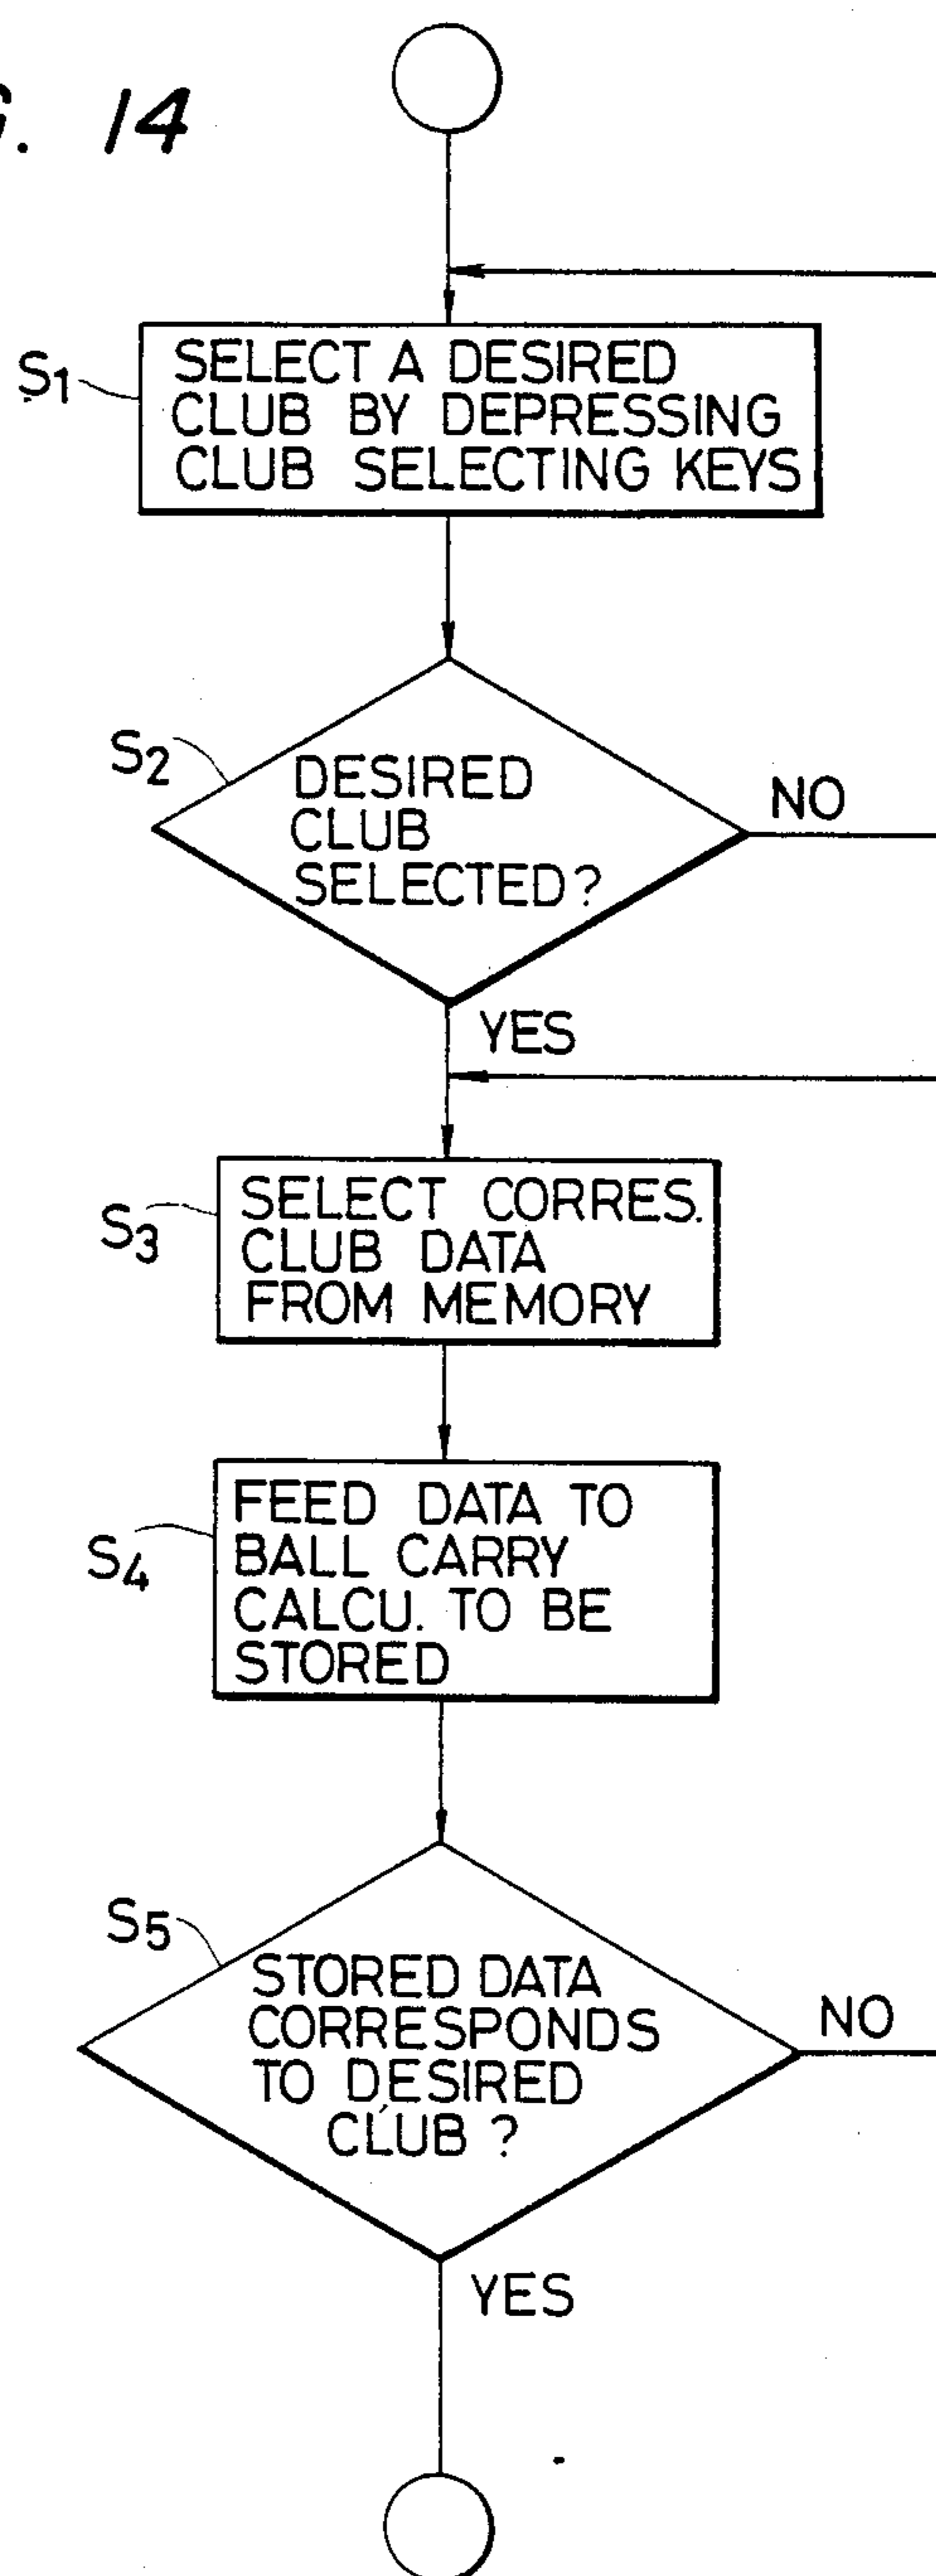 G. 14
S1
SELECT A DESIRED
CLUB BY DEPRESSING
CLUB SELECTING KEYS
S2
DESIRED
CLUB
SELECTED?
NO
YES
S3
SELECT CORRES.
CLUB DATA
FROM MEMORY
S4
FEED DATA TO
BALL CARRY
CALCU. TO BE
STORED
S5
STORED DATA
CORRESPONDS
TO DESIRED
CLUB ?
NO
YES